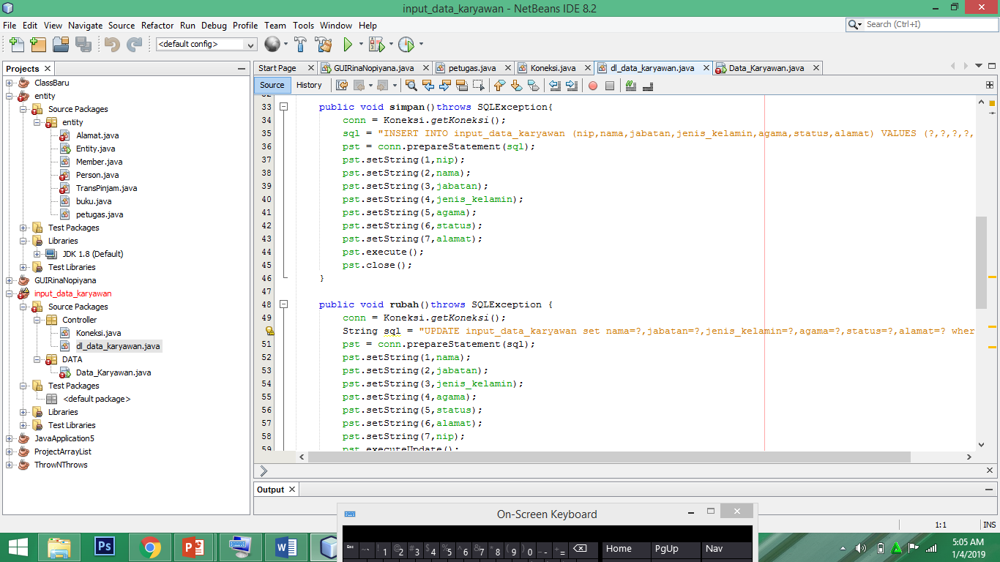 input_data_karyawan - NetBeans IDE 8.2
File Edit View Navigate Source Refactor Run Debug Profile Team Tools Window Help
Search (Ctrl+I)
<default config>
Projects
ClassBaru
entity
Source Packages
entity
Alamat.java
Entity.java
Member.java
Person.java
TransPinjam.java
buku.java
petugas.java
Test Packages
Libraries
JDK 1.8 (Default)
Test Libraries
GUIRinaNopiyana
input_data_karyawan
Source Packages
Controller
Koneksi.java
dl_data_karyawan.java
DATA
Data_Karyawan.java
Test Packages
<default package>
Libraries
Test Libraries
JavaApplication5
ProjectArrayList
ThrowNThrows
Start Page GUIRinaNopiyana.java petugas.java Koneksi.java dl_data_karyawan.java Data_Karyawan.java
Source History
33 public void simpan()throws SQLException{
34 conn = Koneksi.getKoneksi();
35 sql = "INSERT INTO input_data_karyawan (nip,nama,jabatan,jenis_kelamin,agama,status,alamat) VALUES (?,?,?,?,
36 pst = conn.prepareStatement(sql);
37 pst.setString(1,nip);
38 pst.setString(2,nama);
39 pst.setString(3,jabatan);
40 pst.setString(4,jenis_kelamin);
41 pst.setString(5,agama);
42 pst.setString(6,status);
43 pst.setString(7,alamat);
44 pst.execute();
45 pst.close();
46 }
47
48 public void rubah()throws SQLException {
49 conn = Koneksi.getKoneksi();
String sql = "UPDATE input_data_karyawan set nama=?,jabatan=?,jenis_kelamin=?,agama=?,status=?,alamat=? wher
51 pst = conn.prepareStatement(sql);
52 pst.setString(1,nama);
53 pst.setString(2,jabatan);
54 pst.setString(3,jenis_kelamin);
55 pst.setString(4,agama);
56 pst.setString(5,status);
57 pst.setString(6,alamat);
58 pst.setString(7,nip);
59 pst.executeUpdate();
Output
On-Screen Keyboard
1:1 INS
Esc ~ ` ! 1 @ 2 # 3 $ 4 % 5 ^ 6 & 7 * 8 ( 9 ) 0 _ - + = Home PgUp Nav
Ps
5:05 AM
1/4/2019